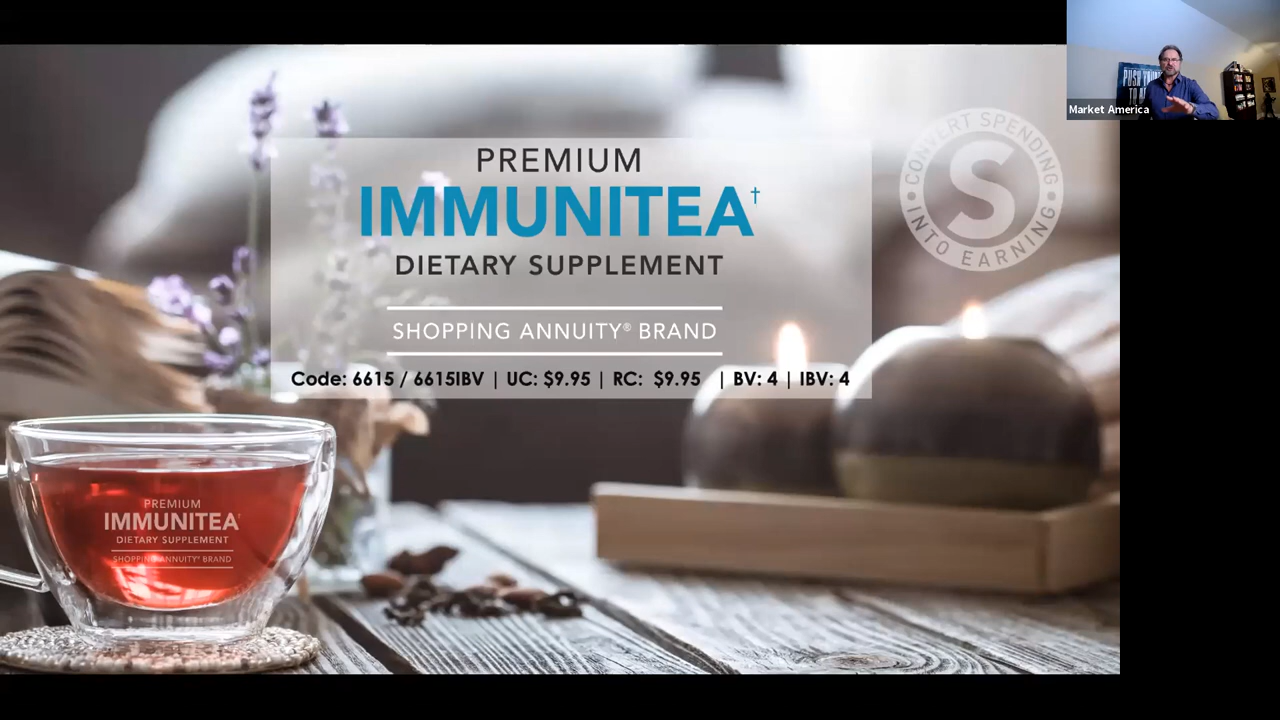 PREMIUM
IMMUNITEA†
DIETARY SUPPLEMENT
SHOPPING ANNUITY® BRAND
Code: 6615 / 6615IBV | UC: $9.95 | RC: $9.95 | BV: 4 | IBV: 4
CONVERT SPENDING
S
INTO EARNING
Market America
PREMIUM
IMMUNITEA†
DIETARY SUPPLEMENT
SHOPPING ANNUITY® BRAND